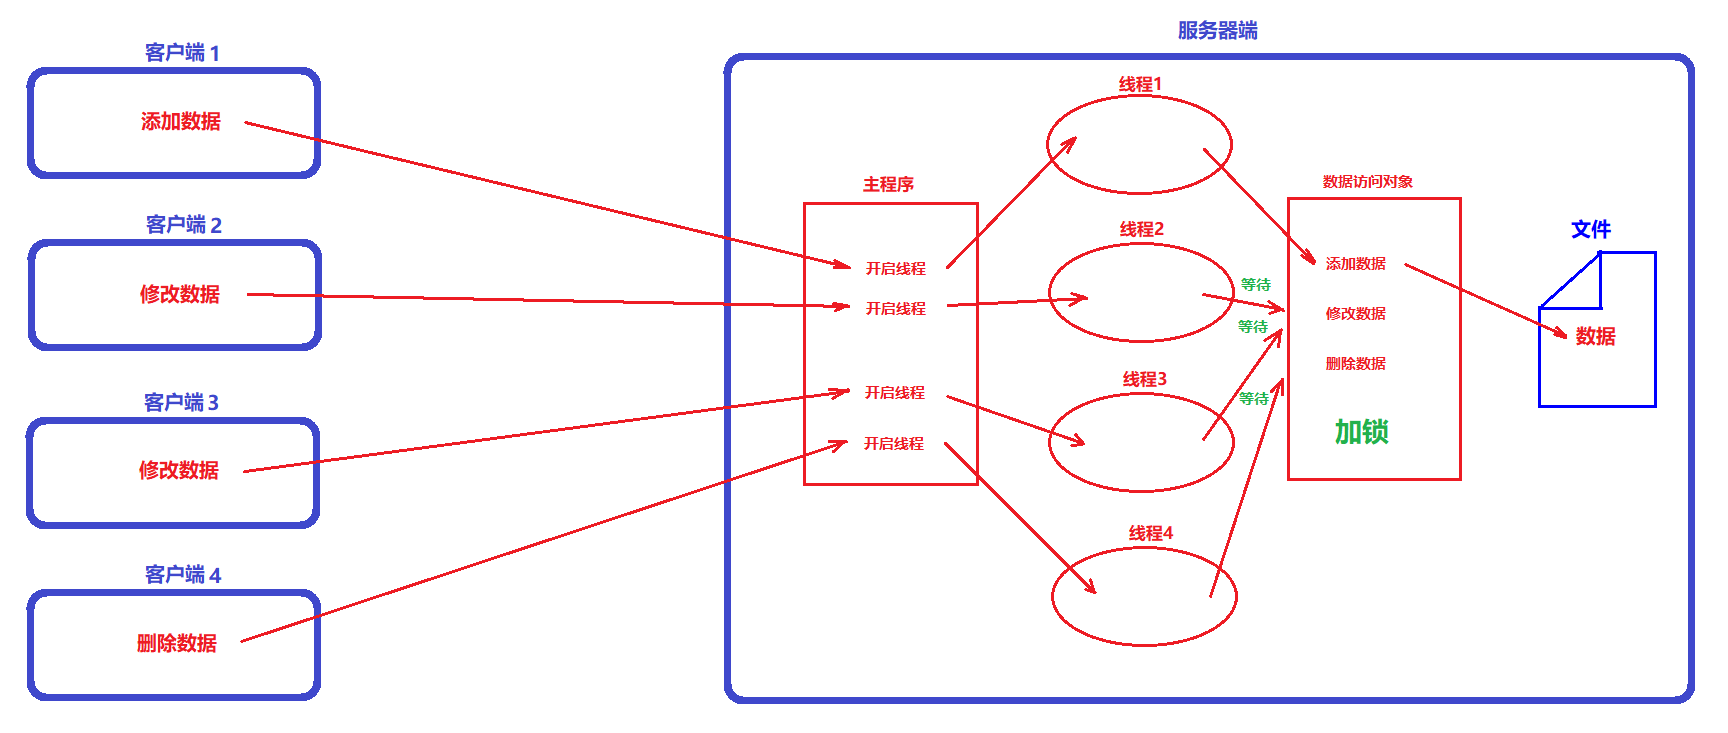 客户端 1
添加数据
客户端 2
修改数据
客户端 3
修改数据
客户端 4
删除数据
服务器端
主程序
开启线程
开启线程
开启线程
开启线程
线程1
线程2
线程3
线程4
等待
等待
等待
数据访问对象
添加数据
修改数据
删除数据
加锁
文件
数据